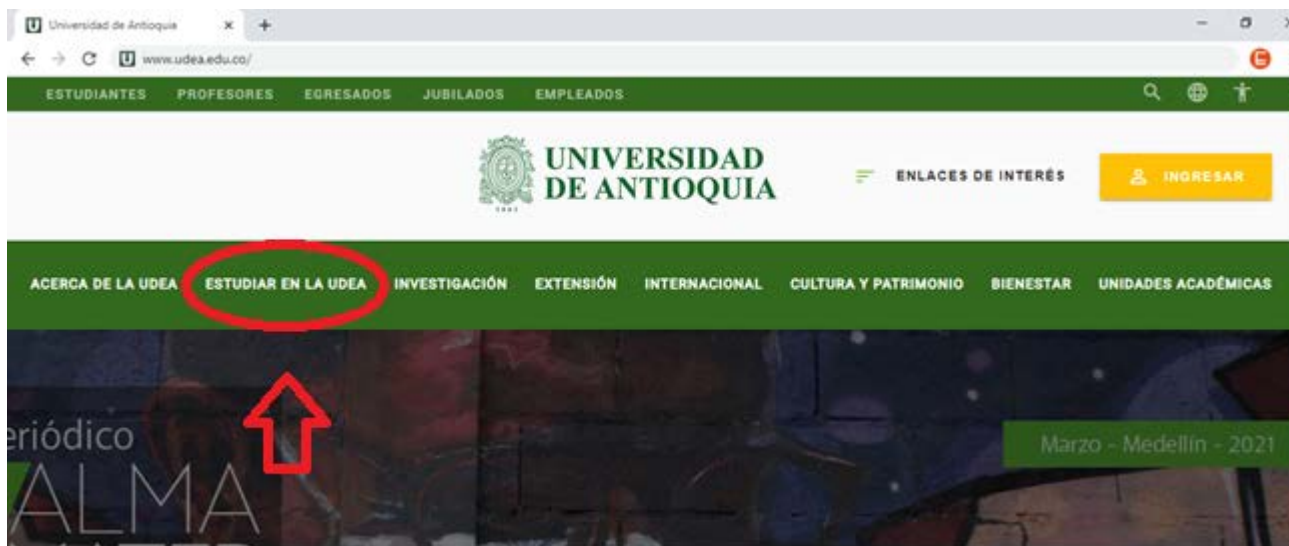 Universidad de Antioquia
www.udea.edu.co/
ESTUDIANTES PROFESORES EGRESADOS JUBILADOS EMPLEADOS
UNIVERSIDAD
DE ANTIOQUIA
ENLACES DE INTERÉS
INGRESAR
ACERCA DE LA UDEA ESTUDIAR EN LA UDEA INVESTIGACIÓN EXTENSIÓN INTERNACIONAL CULTURA Y PATRIMONIO BIENESTAR UNIDADES ACADÉMICAS
eriódico
Marzo - Medellín - 2021
ALMA